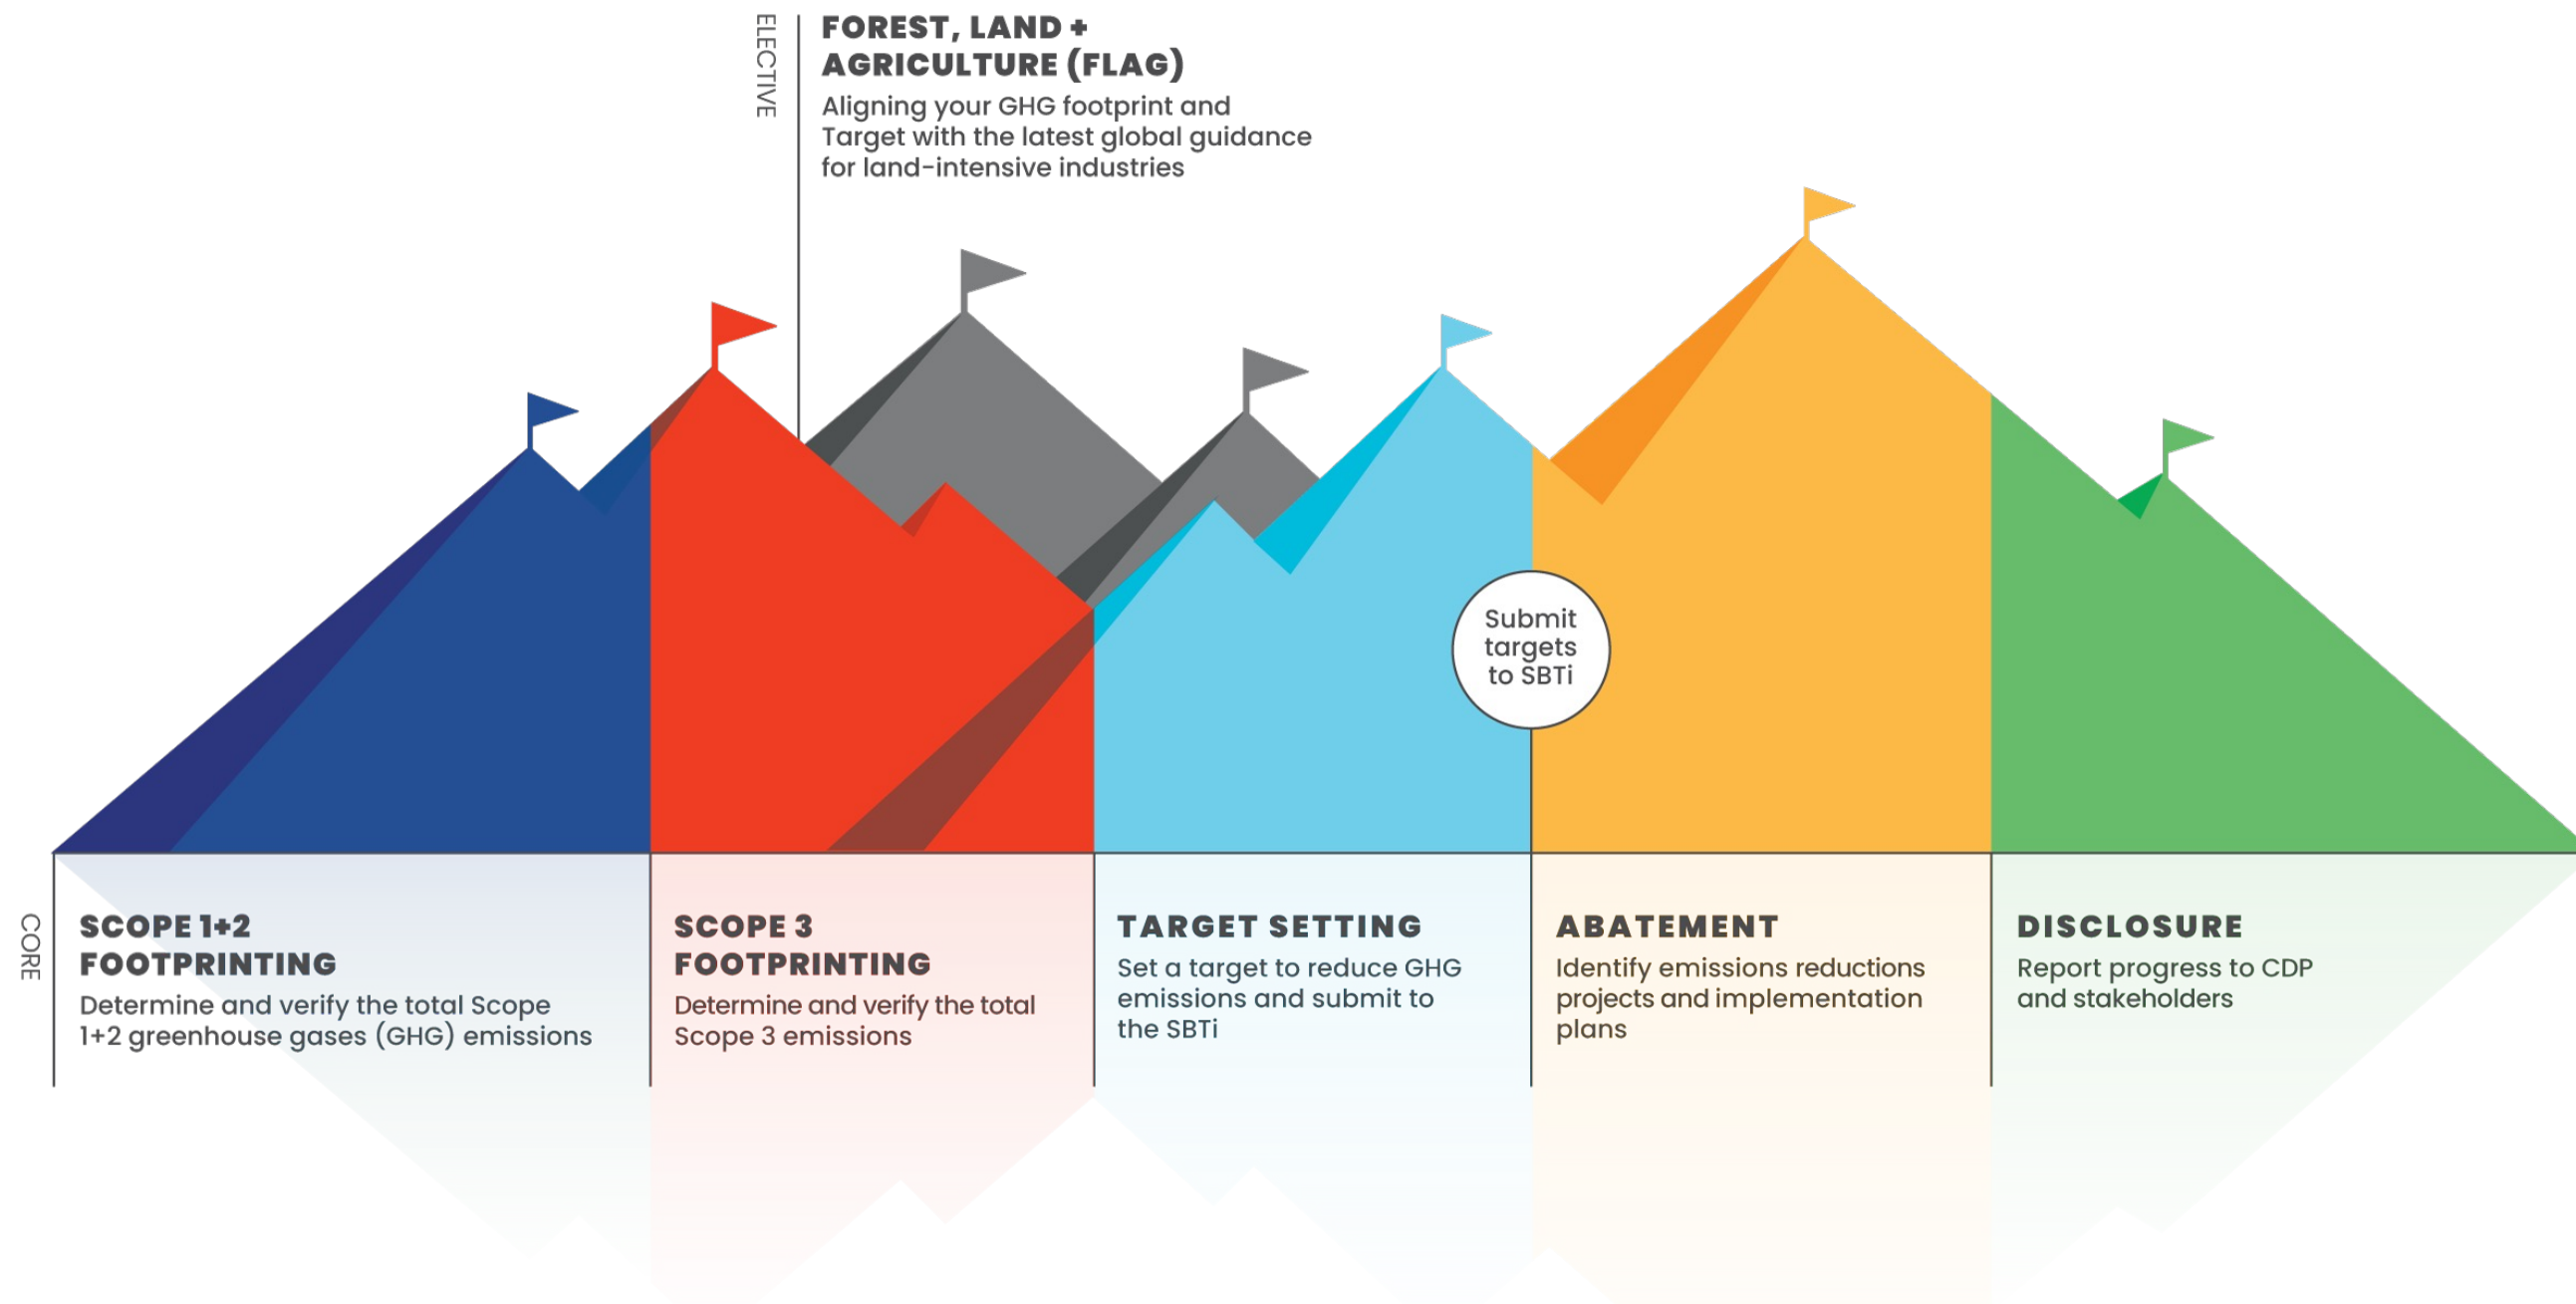 ELECTIVE
FOREST, LAND +
AGRICULTURE (FLAG)
Aligning your GHG footprint and
Target with the latest global guidance
for land-intensive industries
Submit
targets
to SBTi
CORE
SCOPE 1+2
FOOTPRINTING
Determine and verify the total Scope
1+2 greenhouse gases (GHG) emissions
SCOPE 3
FOOTPRINTING
Determine and verify the total
Scope 3 emissions
TARGET SETTING
Set a target to reduce GHG
emissions and submit to
the SBTi
ABATEMENT
Identify emissions reductions
projects and implementation
plans
DISCLOSURE
Report progress to CDP
and stakeholders